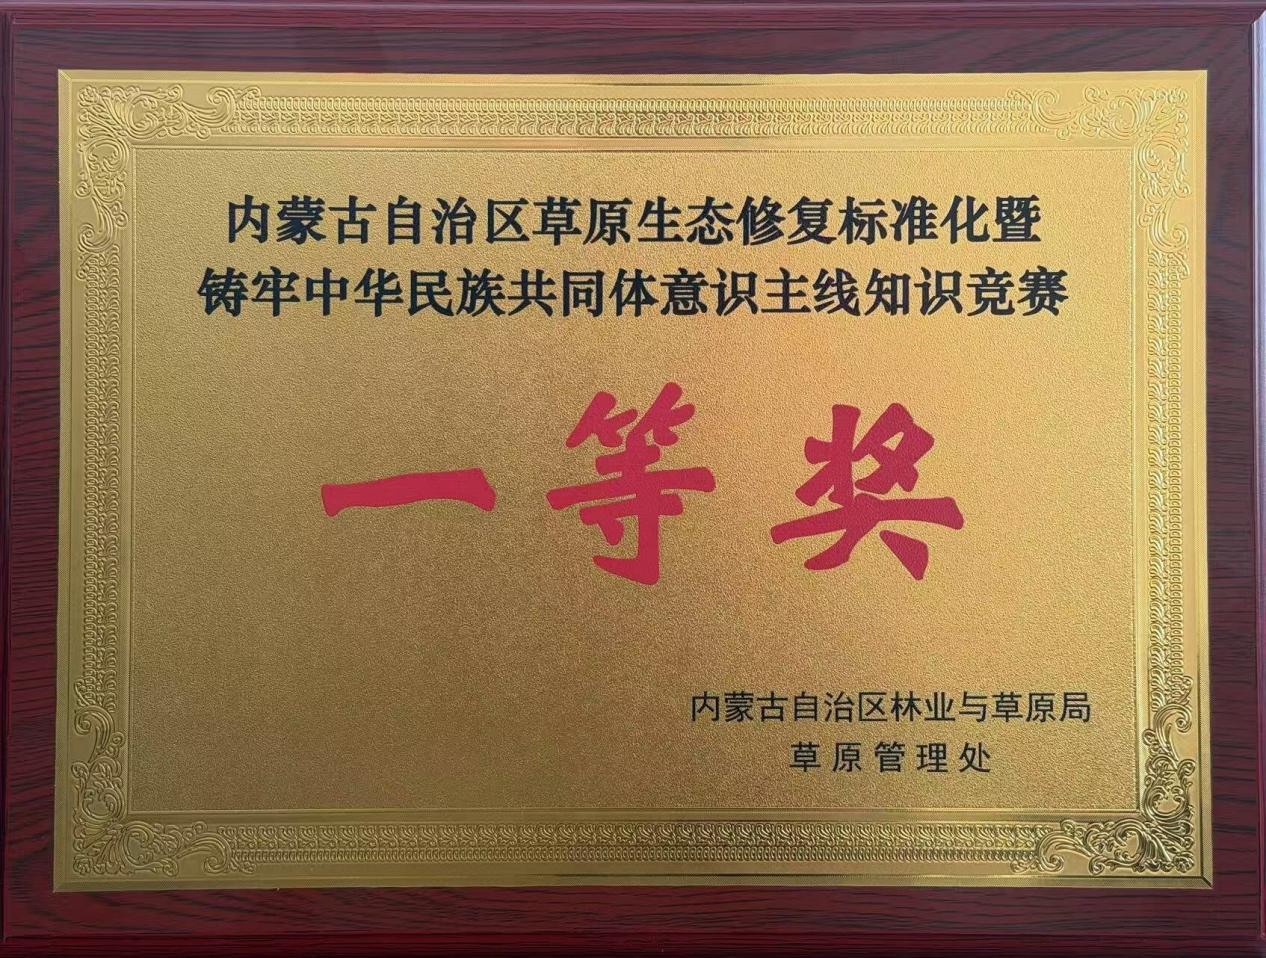 内蒙古自治区草原生态修复标准化暨
铸牢中华民族共同体意识主线知识竞赛
一等奖
内蒙古自治区林业与草原局
草原管理处